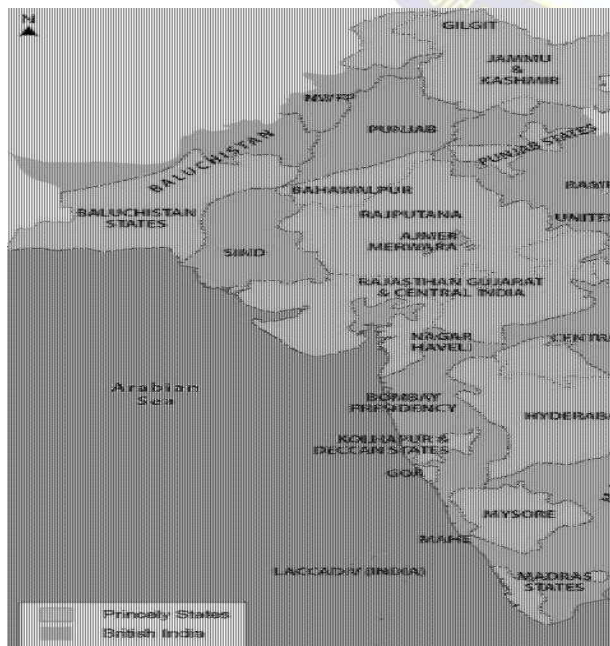 N
GILGIT
JAMMU
&
KASHMIR
NWFP
PUNJAB
PUNJAB STATES
BALUCHISTAN
BAHAWALPUR
BALUCHISTAN
STATES
RAJPUTANA
UNITE
AJMER
MERWARA
SIND
RAJASTHAN GUJARAT
& CENTRAL INDIA
NAGAR
HAVELI
CENTRA
Arabian
Sea
BOMBAY
PRESIDENCY
HYDERABA
KOLHAPUR &
DECCAN STATES
GOA
MYSORE
MAHE
LACCADIV (INDIA)
MADRAS
STATES
Princely States
British India